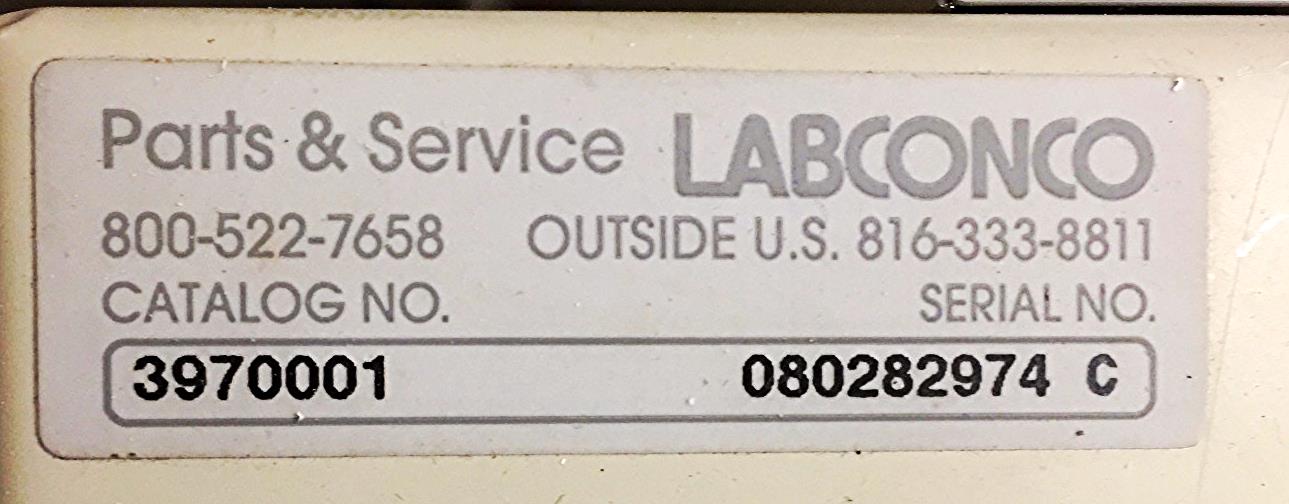 Parts & Service LABCONCO
800-522-7658 OUTSIDE U.S. 816-333-8811
CATALOG NO. SERIAL NO.
3970001 080282974 C